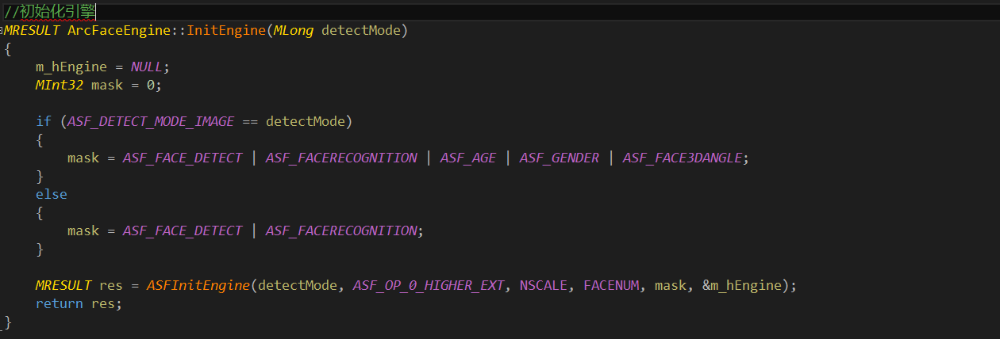 //初始化引擎
MRESULT ArcFaceEngine::InitEngine(MLong detectMode)
{
    m_hEngine = NULL;
    MInt32 mask = 0;
    if (ASF_DETECT_MODE_IMAGE == detectMode)
    {
        mask = ASF_FACE_DETECT | ASF_FACERECOGNITION | ASF_AGE | ASF_GENDER | ASF_FACE3DANGLE;
    }
    else
    {
        mask = ASF_FACE_DETECT | ASF_FACERECOGNITION;
    }
    MRESULT res = ASFInitEngine(detectMode, ASF_OP_0_HIGHER_EXT, NSCALE, FACENUM, mask, &m_hEngine);
    return res;
}